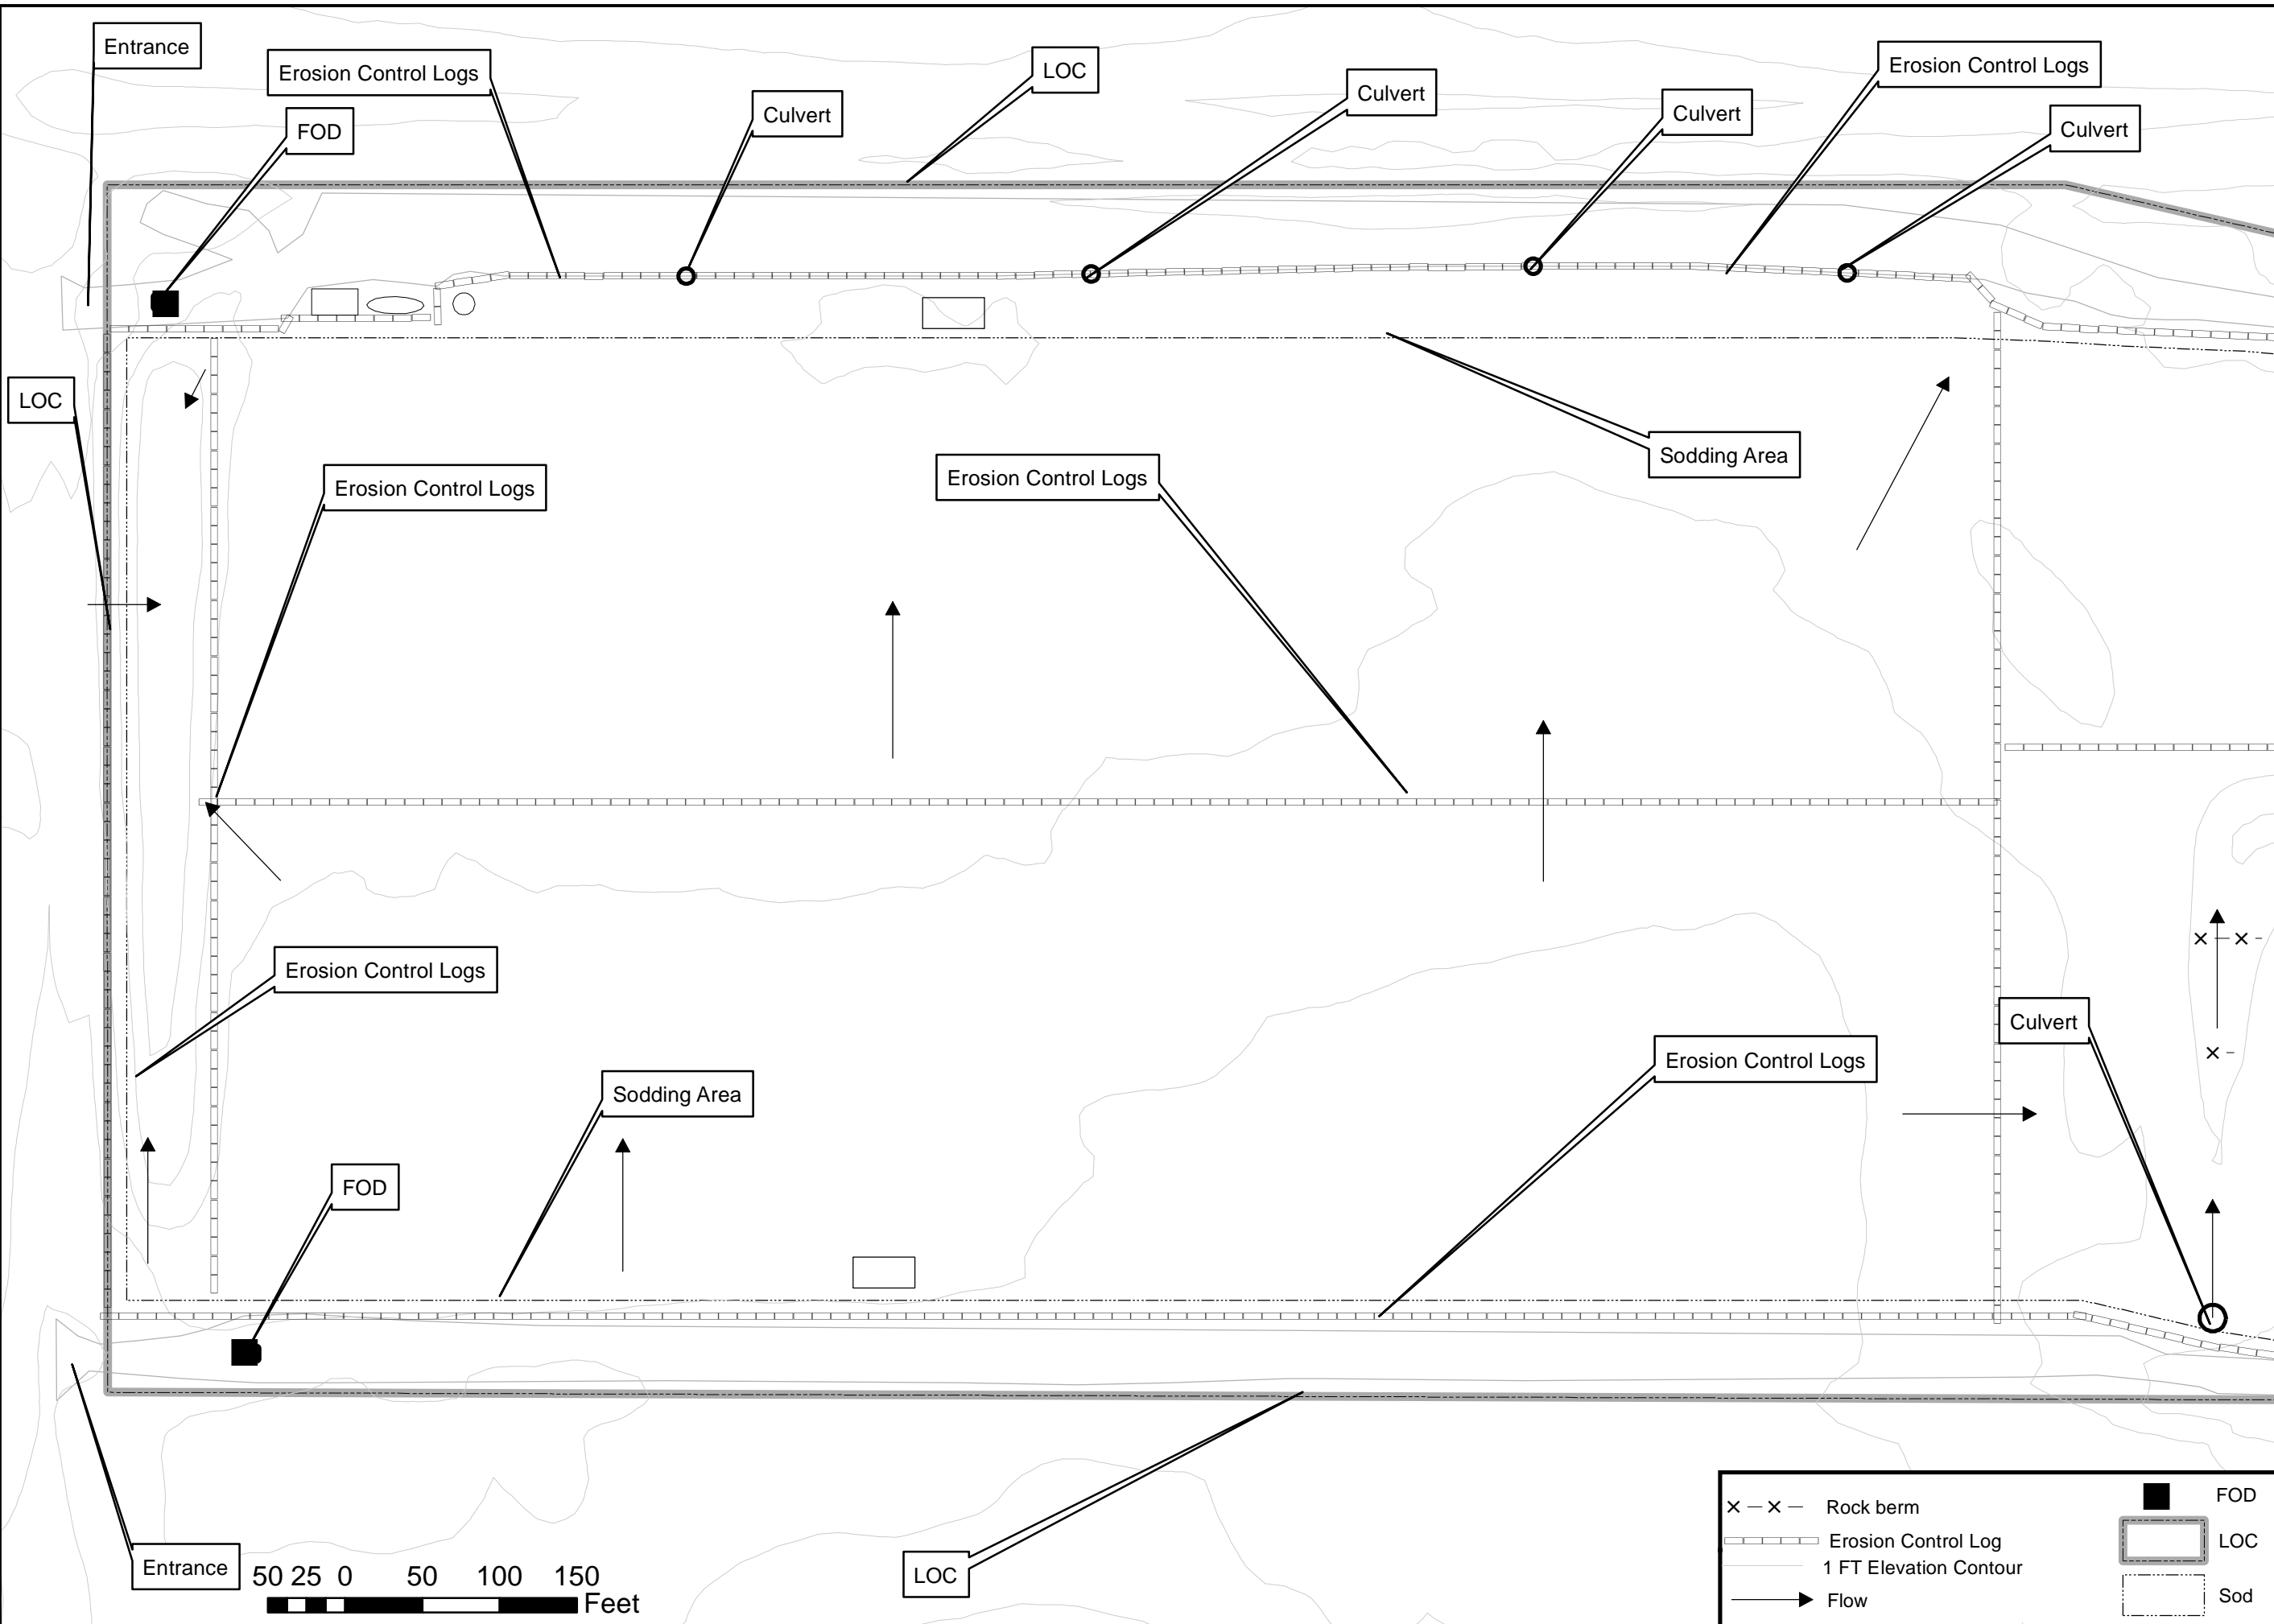 Entrance
Erosion Control Logs
FOD
Culvert
LOC
Culvert
Culvert
Erosion Control Logs
Culvert
LOC
Erosion Control Logs
Erosion Control Logs
Sodding Area
Erosion Control Logs
Culvert
Sodding Area
Erosion Control Logs
FOD
Entrance
50 25 0 50 100 150
Feet
LOC
Rock berm
Erosion Control Log
1 FT Elevation Contour
Flow
FOD
LOC
Sod